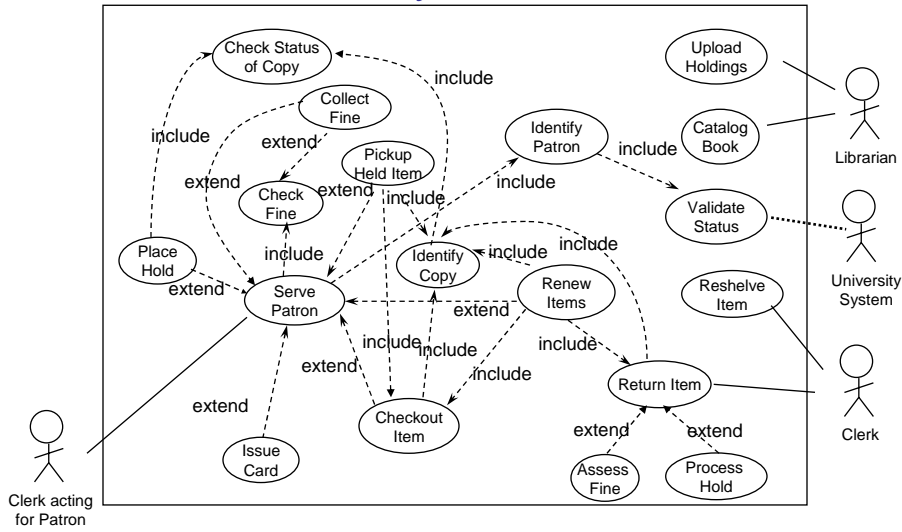 Check Status
of Copy
Upload
Holdings
include
Collect
Fine
Catalog
Book
Librarian
include
extend
Identify
Patron
include
Pickup
Held Item
extend
extend
include
include
Check
Fine
Validate
Status
Place
Hold
include
Identify
Copy
include
include
University
System
extend
Serve
Patron
Renew
Items
Reshelve
Item
extend
include
include
include
extend
include
Return Item
extend
Checkout
Item
Clerk
extend
extend
Issue
Card
Assess
Fine
Process
Hold
Clerk acting
for Patron